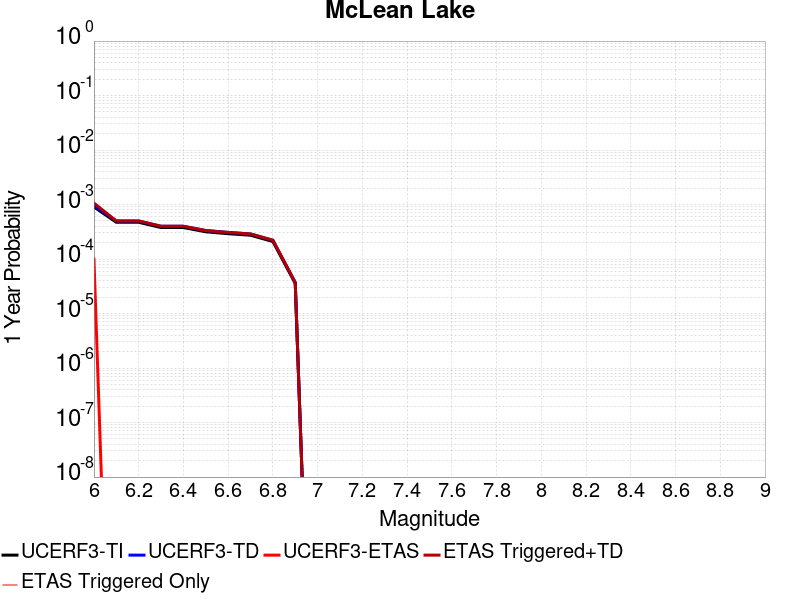 McLean Lake
10^0
10^-1
10^-2
10^-3
10^-4
10^-5
10^-6
10^-7
10^-8
1 Year Probability
6 6.2 6.4 6.6 6.8 7 7.2 7.4 7.6 7.8 8 8.2 8.4 8.6 8.8 9
Magnitude
UCERF3-TI UCERF3-TD UCERF3-ETAS ETAS Triggered+TD
ETAS Triggered Only